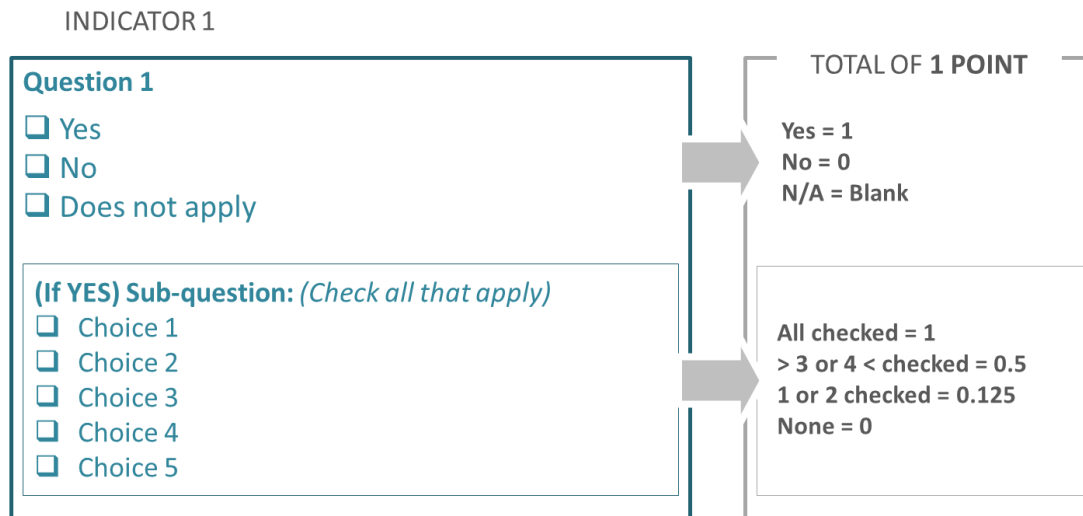 INDICATOR 1
TOTAL OF 1 POINT
Question 1
Yes
No
Does not apply
Yes = 1
No = 0
N/A = Blank
(If YES) Sub-question: (Check all that apply)
Choice 1
Choice 2
Choice 3
Choice 4
Choice 5
All checked = 1
> 3 or 4 < checked = 0.5
1 or 2 checked = 0.125
None = 0